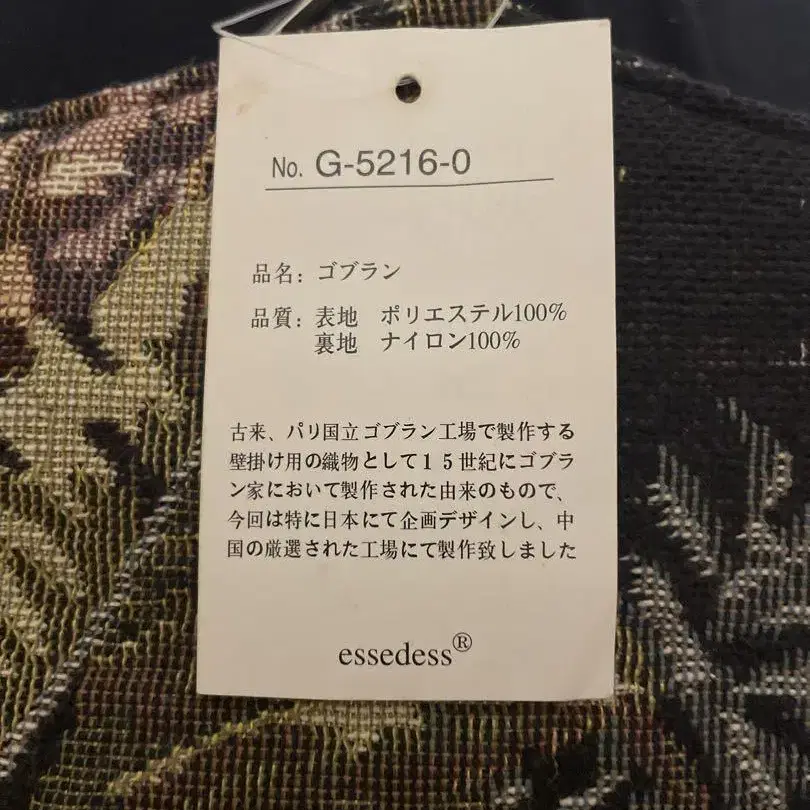 No. G-5216-0
品名：ゴブラン
品質：表地　ポリエステル100%
裏地　ナイロン100%
古来、パリ国立ゴブラン工場で製作する
壁掛け用の織物として１５世紀にゴブラ
ン家において製作された由来のもので、
今回は特に日本にて企画デザインし、中
国の厳選された工場にて製作致しました
essedess®